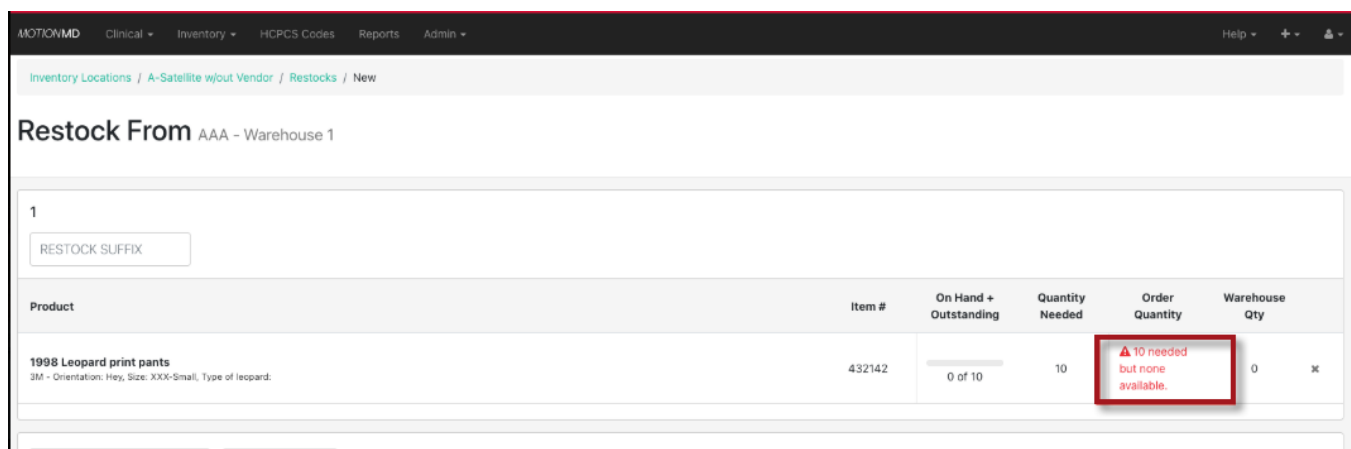 MOTIONMD Clinical Inventory HCPCS Codes Reports Admin Help
Inventory Locations / A-Satellite w/out Vendor / Restocks / New
Restock From AAA - Warehouse 1
1
RESTOCK SUFFIX
Product Item # On Hand + Outstanding Quantity Needed Order Quantity Warehouse Qty
1998 Leopard print pants
3M - Orientation: Hey, Size: XXX-Small, Type of leopard:
432142
0 of 10
10
10 needed
but none
available.
0